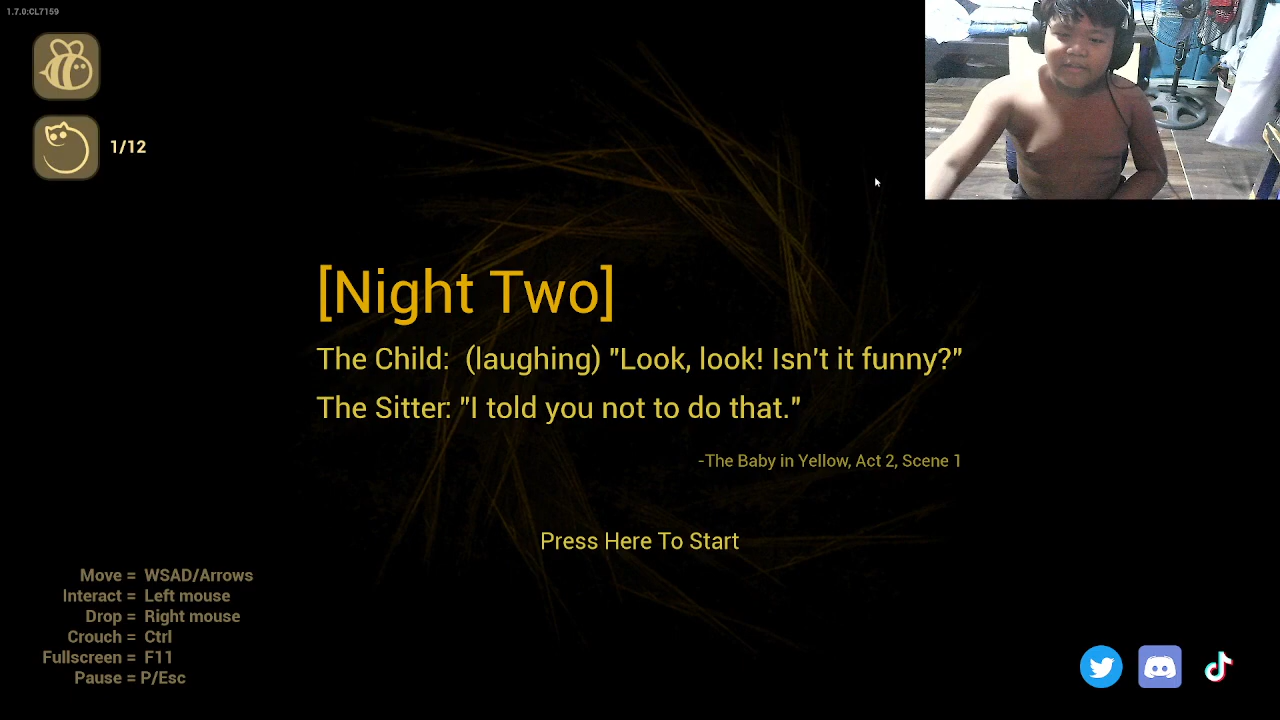 1.7.0:CL7159
1/12
[Night Two]
The Child:  (laughing) "Look, look! Isn't it funny?"
The Sitter: "I told you not to do that."
-The Baby in Yellow, Act 2, Scene 1
Press Here To Start
Move = WSAD/Arrows
Interact = Left mouse
Drop = Right mouse
Crouch = Ctrl
Fullscreen = F11
Pause = P/Esc